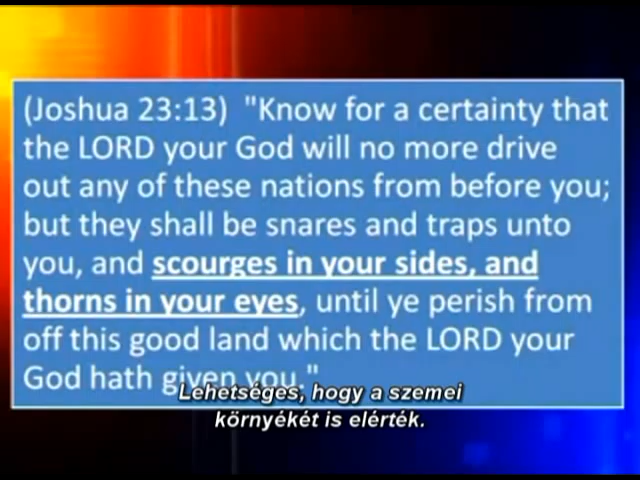 (Joshua 23:13)  "Know for a certainty that
the LORD your God will no more drive
out any of these nations from before you;
but they shall be snares and traps unto
you, and scourges in your sides, and
thorns in your eyes, until ye perish from
off this good land which the LORD your
God hath given you."
Lehetséges, hogy a szemei
környékét is elérték.